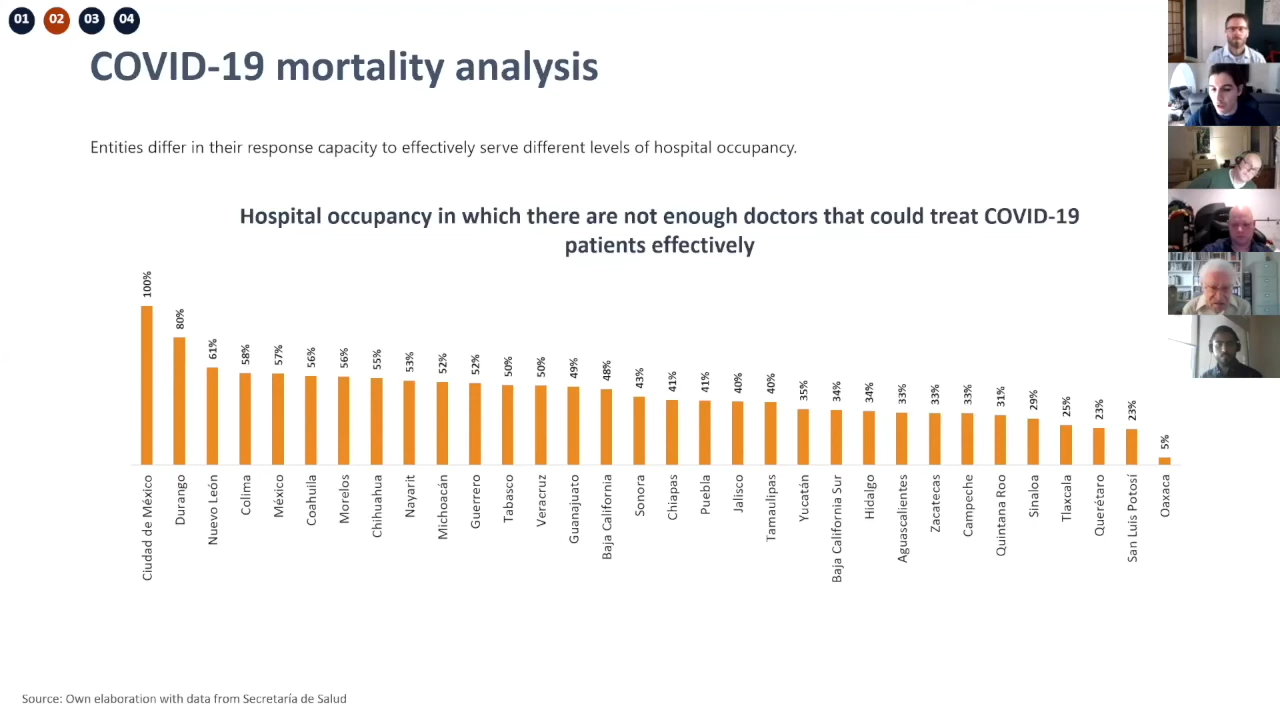 01 02 03 04
COVID-19 mortality analysis
Entities differ in their response capacity to effectively serve different levels of hospital occupancy.
Hospital occupancy in which there are not enough doctors that could treat COVID-19
patients effectively
100%
80%
61%
58%
57%
56%
56%
55%
53%
52%
52%
50%
50%
49%
48%
43%
41%
41%
40%
40%
35%
34%
34%
33%
33%
33%
31%
29%
25%
23%
23%
5%
Ciudad de México
Durango
Nuevo León
Colima
México
Coahuila
Morelos
Chihuahua
Nayarit
Michoacán
Guerrero
Tabasco
Veracruz
Guanajuato
Baja California
Sonora
Chiapas
Puebla
Jalisco
Tamaulipas
Yucatán
Baja California Sur
Hidalgo
Aguascalientes
Zacatecas
Campeche
Quintana Roo
Sinaloa
Tlaxcala
Querétaro
San Luis Potosí
Oaxaca
Source: Own elaboration with data from Secretaría de Salud